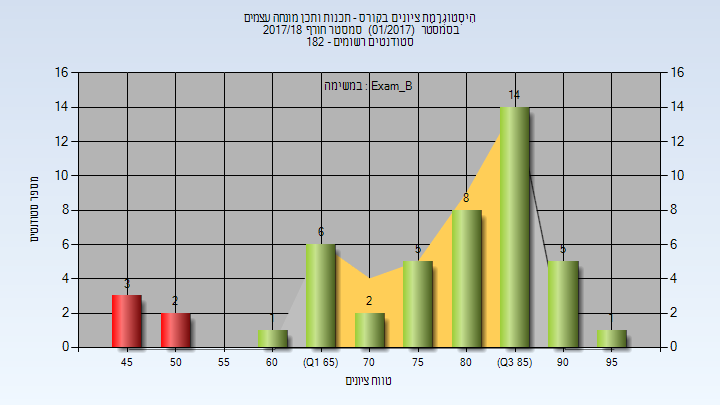 היסטוגרמת ציונים בקורס - תכנות ותכן מונחה עצמים
בסמסטר (01/2017) סמסטר חורף 2017/18
סטודנטים רשומים - 182
במשימה : Exam_B
מספר סטודנטים
16 14 12 10 8 6 4 2 0
16 14 12 10 8 6 4 2 0
3 2 1 6 2 5 8 14 5 1
45 50 55 60 (Q1 65) 70 75 80 (Q3 85) 90 95
טווח ציונים